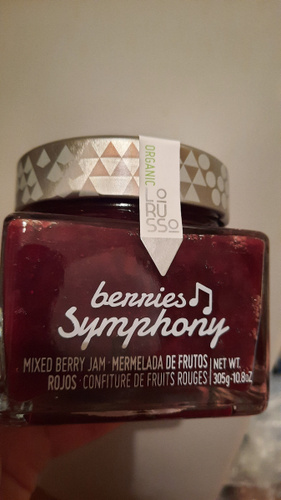 ORGANIC
berries
Symphony
MIXED BERRY JAM · MERMELADA DE FRUTOS
ROJOS · CONFITURE DE FRUITS ROUGES
NET WT.
305g-10.8oz